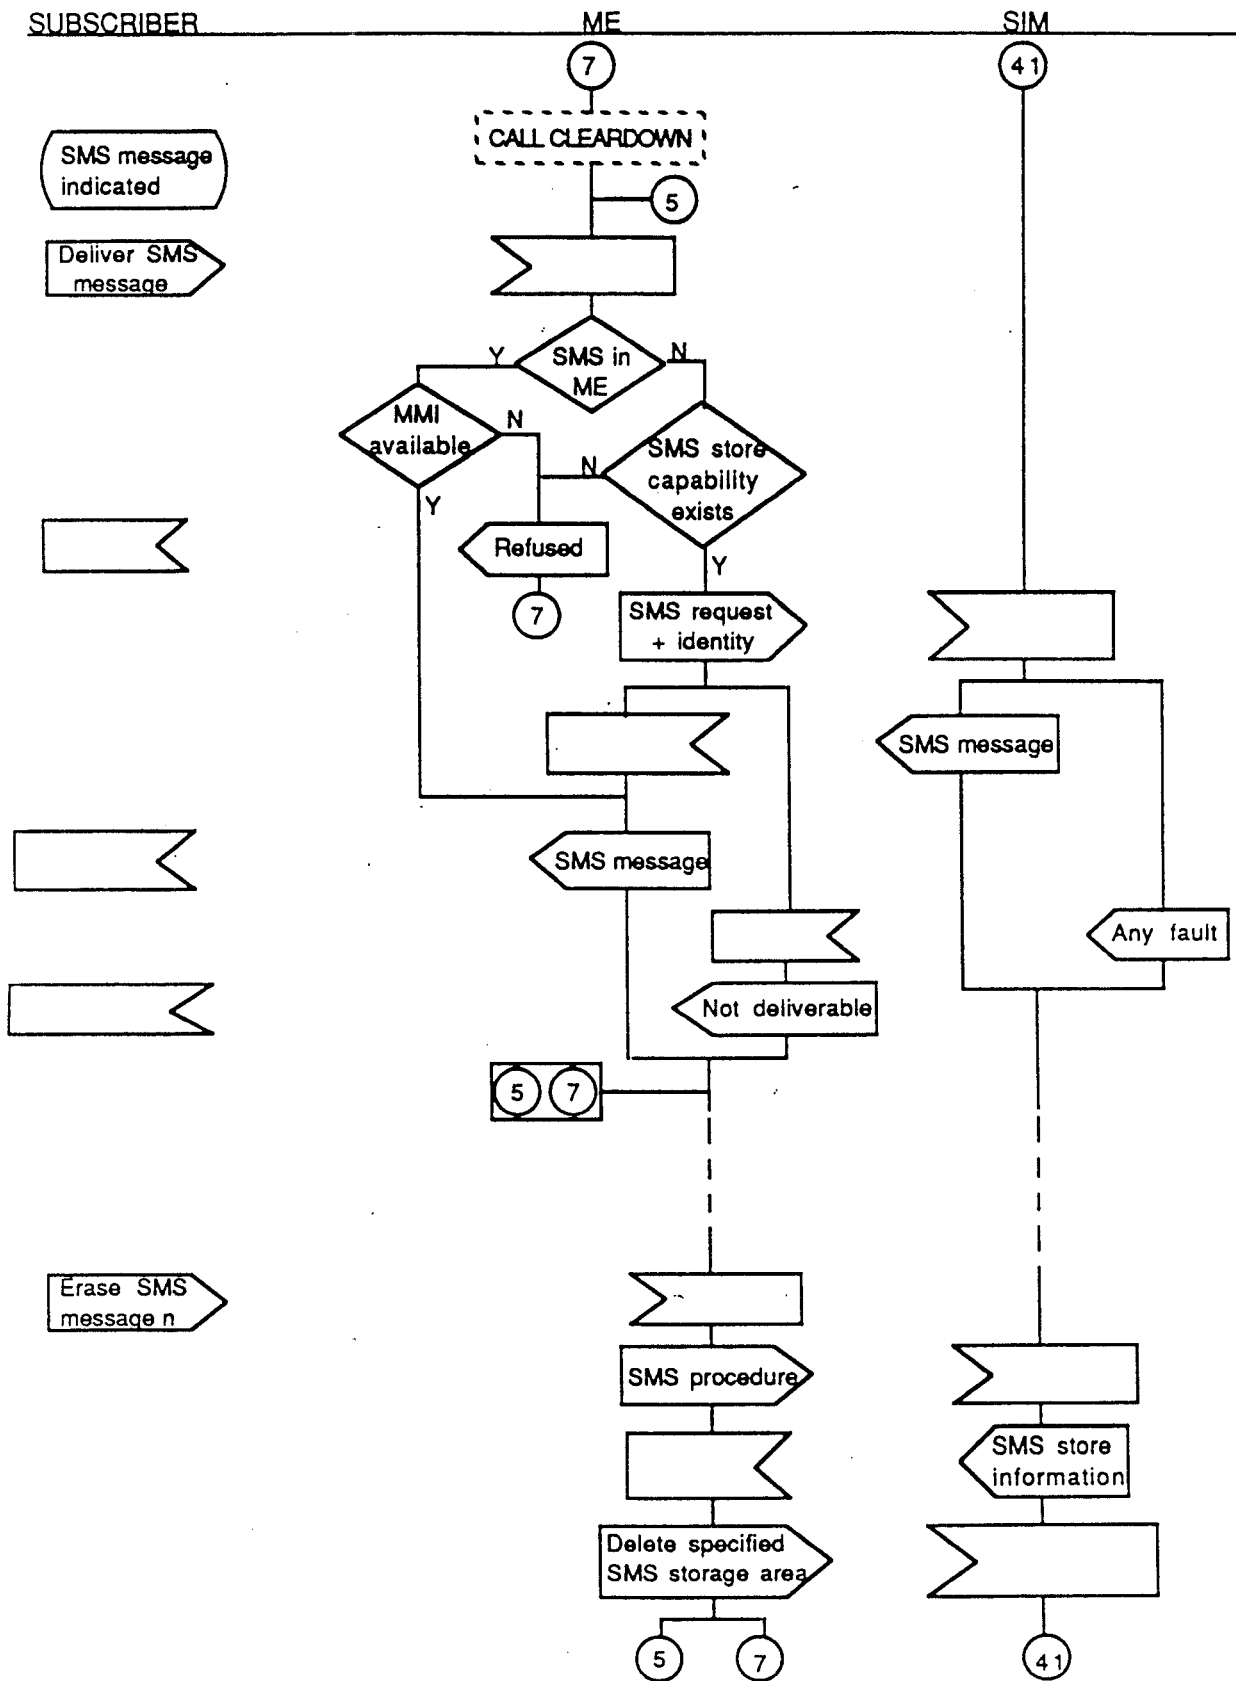 SUBSCRIBER ME SIM
7 41
CALL CLEARDOWN
SMS message
indicated
5
Deliver SMS
message
Y SMS in N
ME
MMI N
available
SMS store
N capability
exists
Y
Refused
Y
7
SMS request
+ identity
SMS message
SMS message
Any fault
Not deliverable
5 7
Erase SMS
message n
SMS procedure
SMS store
information
Delete specified
SMS storage area
5 7 41